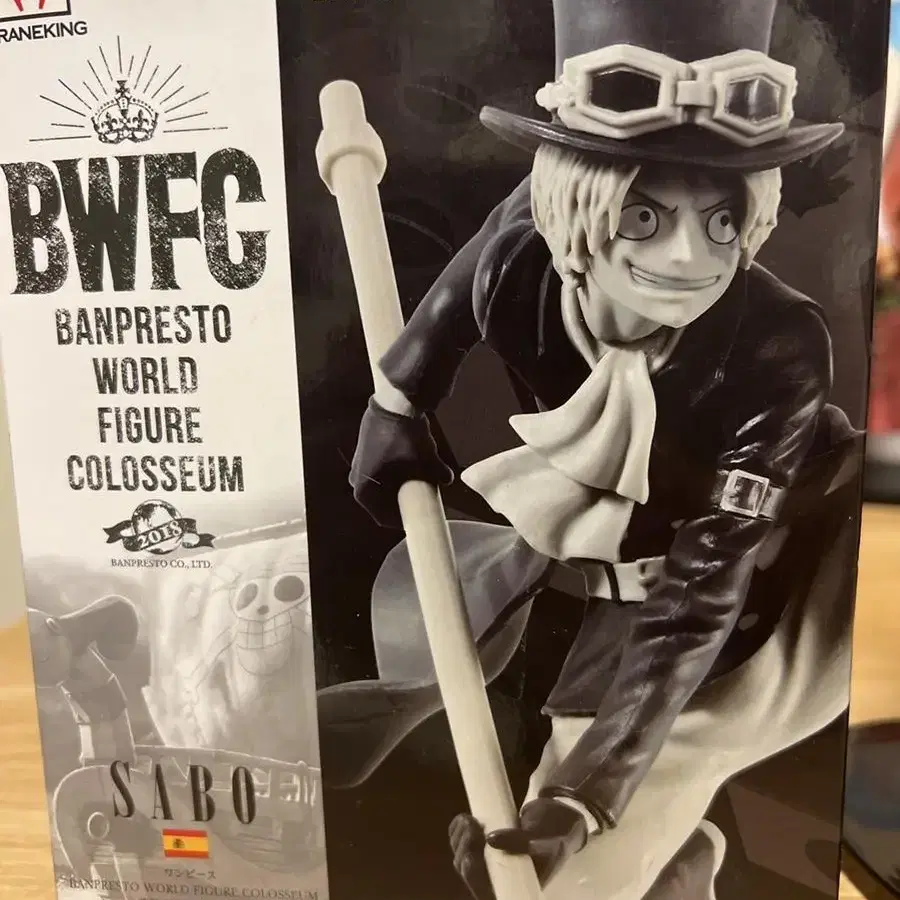 RANEKING
BWFC
BANPRESTO
WORLD
FIGURE
COLOSSEUM
2018
BANPRESTO CO., LTD.
SABO
ワンピース
BANPRESTO WORLD FIGURE COLOSSEUM